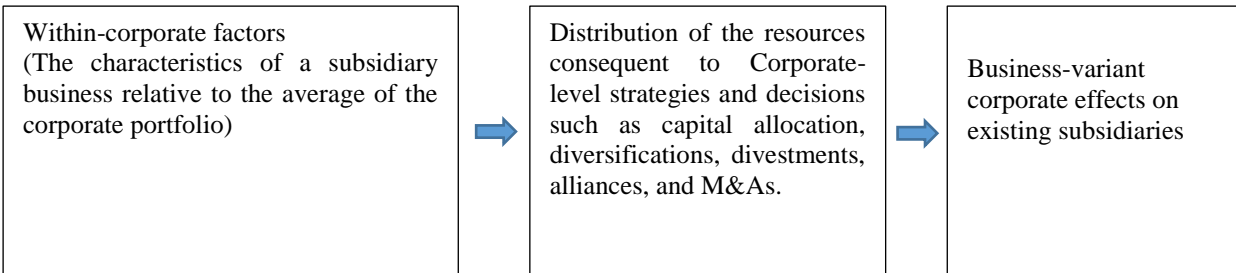 Within-corporate factors
(The characteristics of a subsidiary
business relative to the average of the
corporate portfolio)
Distribution of the resources
consequent to Corporate-
level strategies and decisions
such as capital allocation,
diversifications, divestments,
alliances, and M&As.
Business-variant
corporate effects on
existing subsidiaries